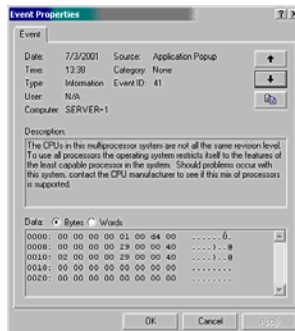 Event Properties
Event
Date: 7/3/2001 Source: Application Popup
Time: 13:38 Category: None
Type: Information Event ID: 41
User: N/A
Computer: SERVER-1
Description:
The CPUs in this multiprocessor system are not all the same revision level.
To use all processors the operating system restricts itself to the features of
the least capable processor in the system. Should problems occur with
this system, contact the CPU manufacturer to see if this mix of processors
is supported.
Data: Bytes Words
0000: 00 00 00 00 01 00 d4 00 ......Ô.
0008: 00 00 00 00 29 00 00 40 ....)..@
0010: 02 00 00 00 29 00 00 40 ....)..@
0018: 00 00 00 00 00 00 00 00 ........
0020: 00 00 00 00 00 00 00 00 ........
OK Cancel Apply